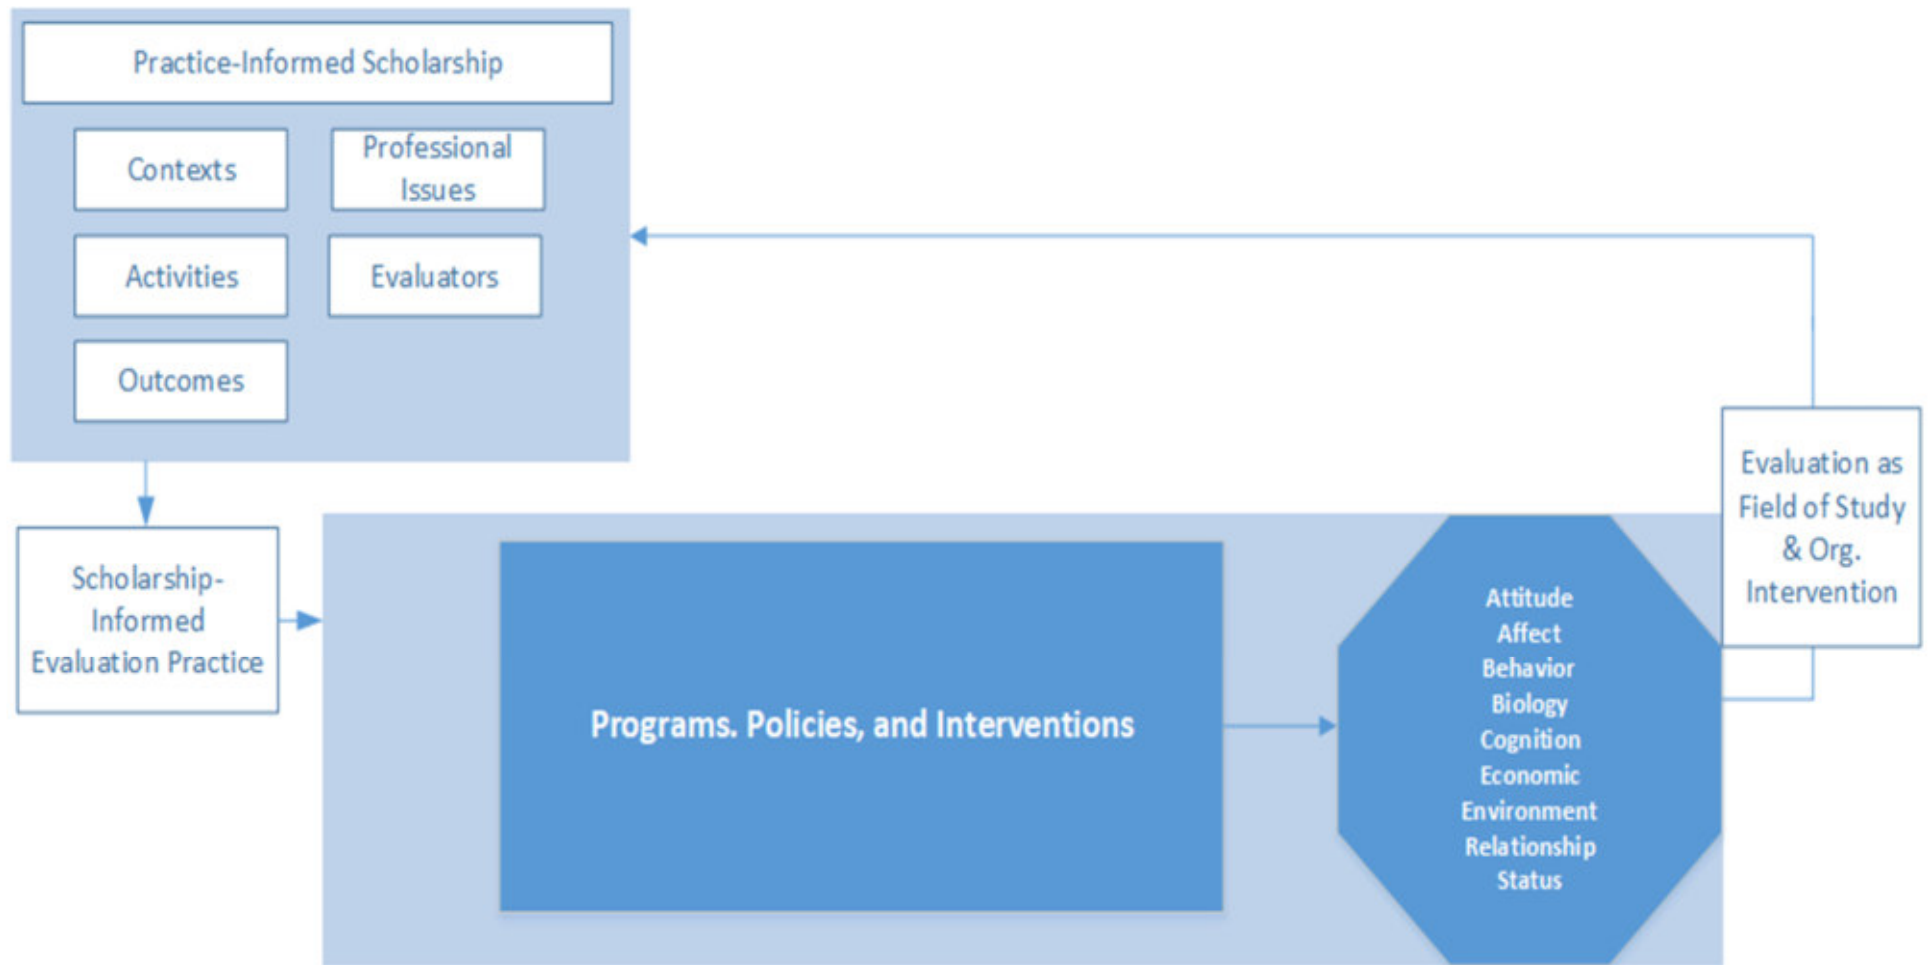 Practice-Informed Scholarship
Contexts
Professional
Issues
Activities
Evaluators
Outcomes
Scholarship-
Informed
Evaluation Practice
Programs. Policies, and Interventions
Attitude
Affect
Behavior
Biology
Cognition
Economic
Environment
Relationship
Status
Evaluation as
Field of Study
& Org.
Intervention